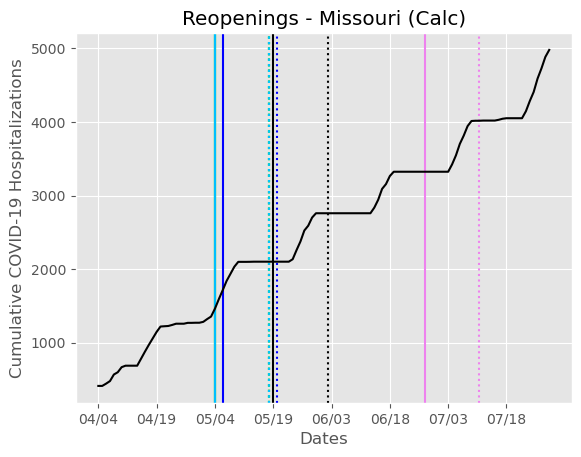 Reopenings - Missouri (Calc)
Cumulative COVID-19 Hospitalizations
5000
4000
3000
2000
1000
04/04 04/19 05/04 05/19 06/03 06/18 07/03 07/18
Dates